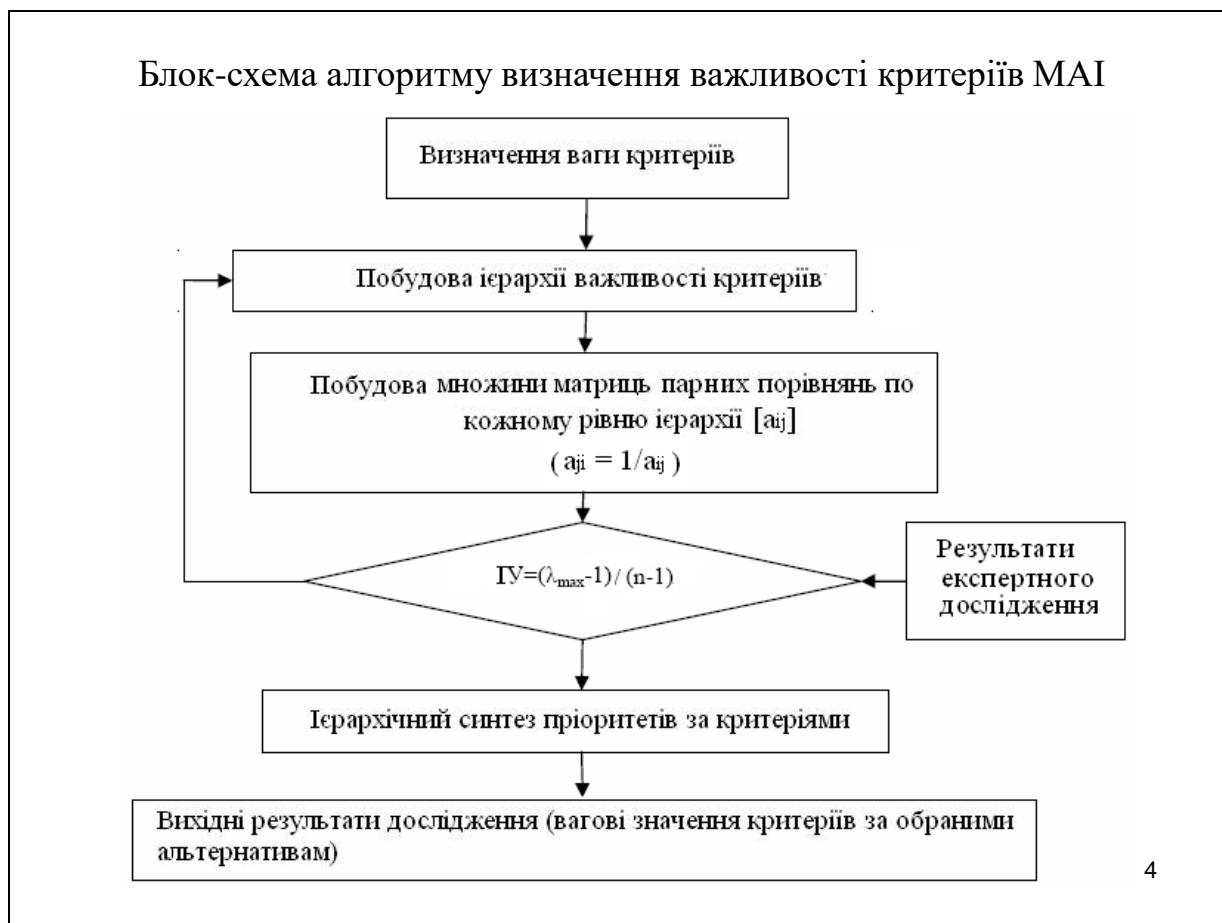 Блок-схема алгоритму визначення важливості критеріїв МАІ
Визначення ваги критеріїв
Побудова ієрархії важливості критеріїв
Побудова множини матриць парних порівнянь по
кожному рівню ієрархії [aij]
( aji = 1/aij )
ІУ=(λmax-1) / (n-1)
Результати
експертного
дослідження
Ієрархічний синтез пріоритетів за критеріями
Вихідні результати дослідження (вагові значення критеріїв за обраними
альтернативам)
4